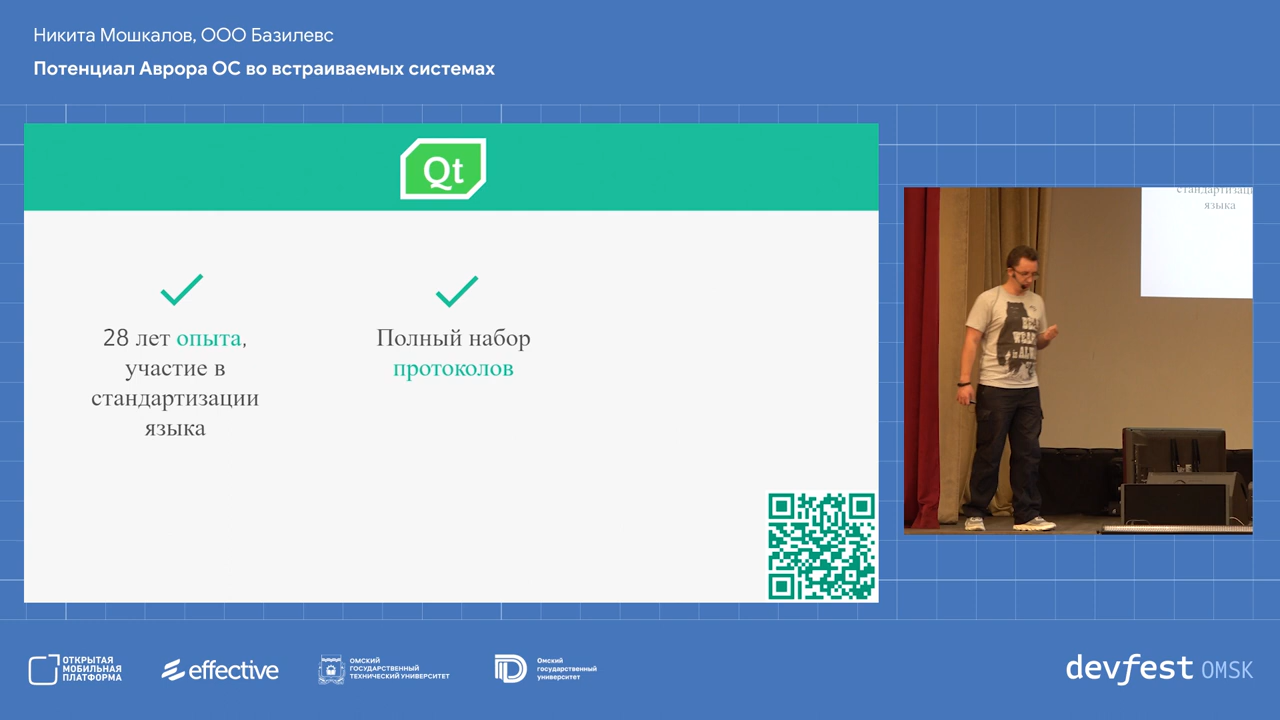 Никита Мошкалов, ООО Базилевс
Потенциал Аврора ОС во встраиваемых системах
Qt
28 лет опыта,
участие в
стандартизации
языка
Полный набор
протоколов
языка
ОТКРЫТАЯ
МОБИЛЬНАЯ
ПЛАТФОРМА
effective
ОМСКИЙ
ГОСУДАРСТВЕННЫЙ
ТЕХНИЧЕСКИЙ УНИВЕРСИТЕТ
Омский
государственный
университет
devfest OMSK